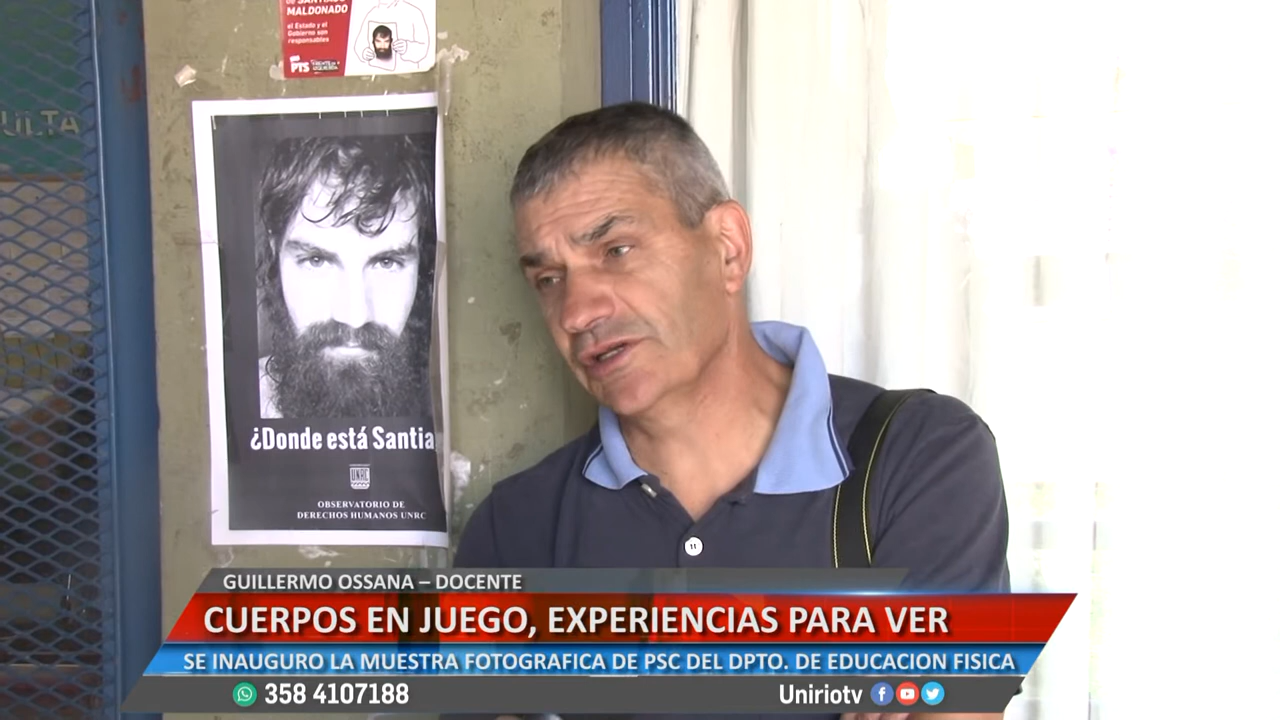 DE SANTIAGO
MALDONADO
el Estado y el
Gobierno son
responsables
PTS
ULTA
¿Donde está Santia
UNRC
OBSERVATORIO DE
DERECHOS HUMANOS UNRC
GUILLERMO OSSANA – DOCENTE
CUERPOS EN JUEGO, EXPERIENCIAS PARA VER
SE INAUGURO LA MUESTRA FOTOGRAFICA DE PSC DEL DPTO. DE EDUCACION FISICA
358 4107188
Uniriotv